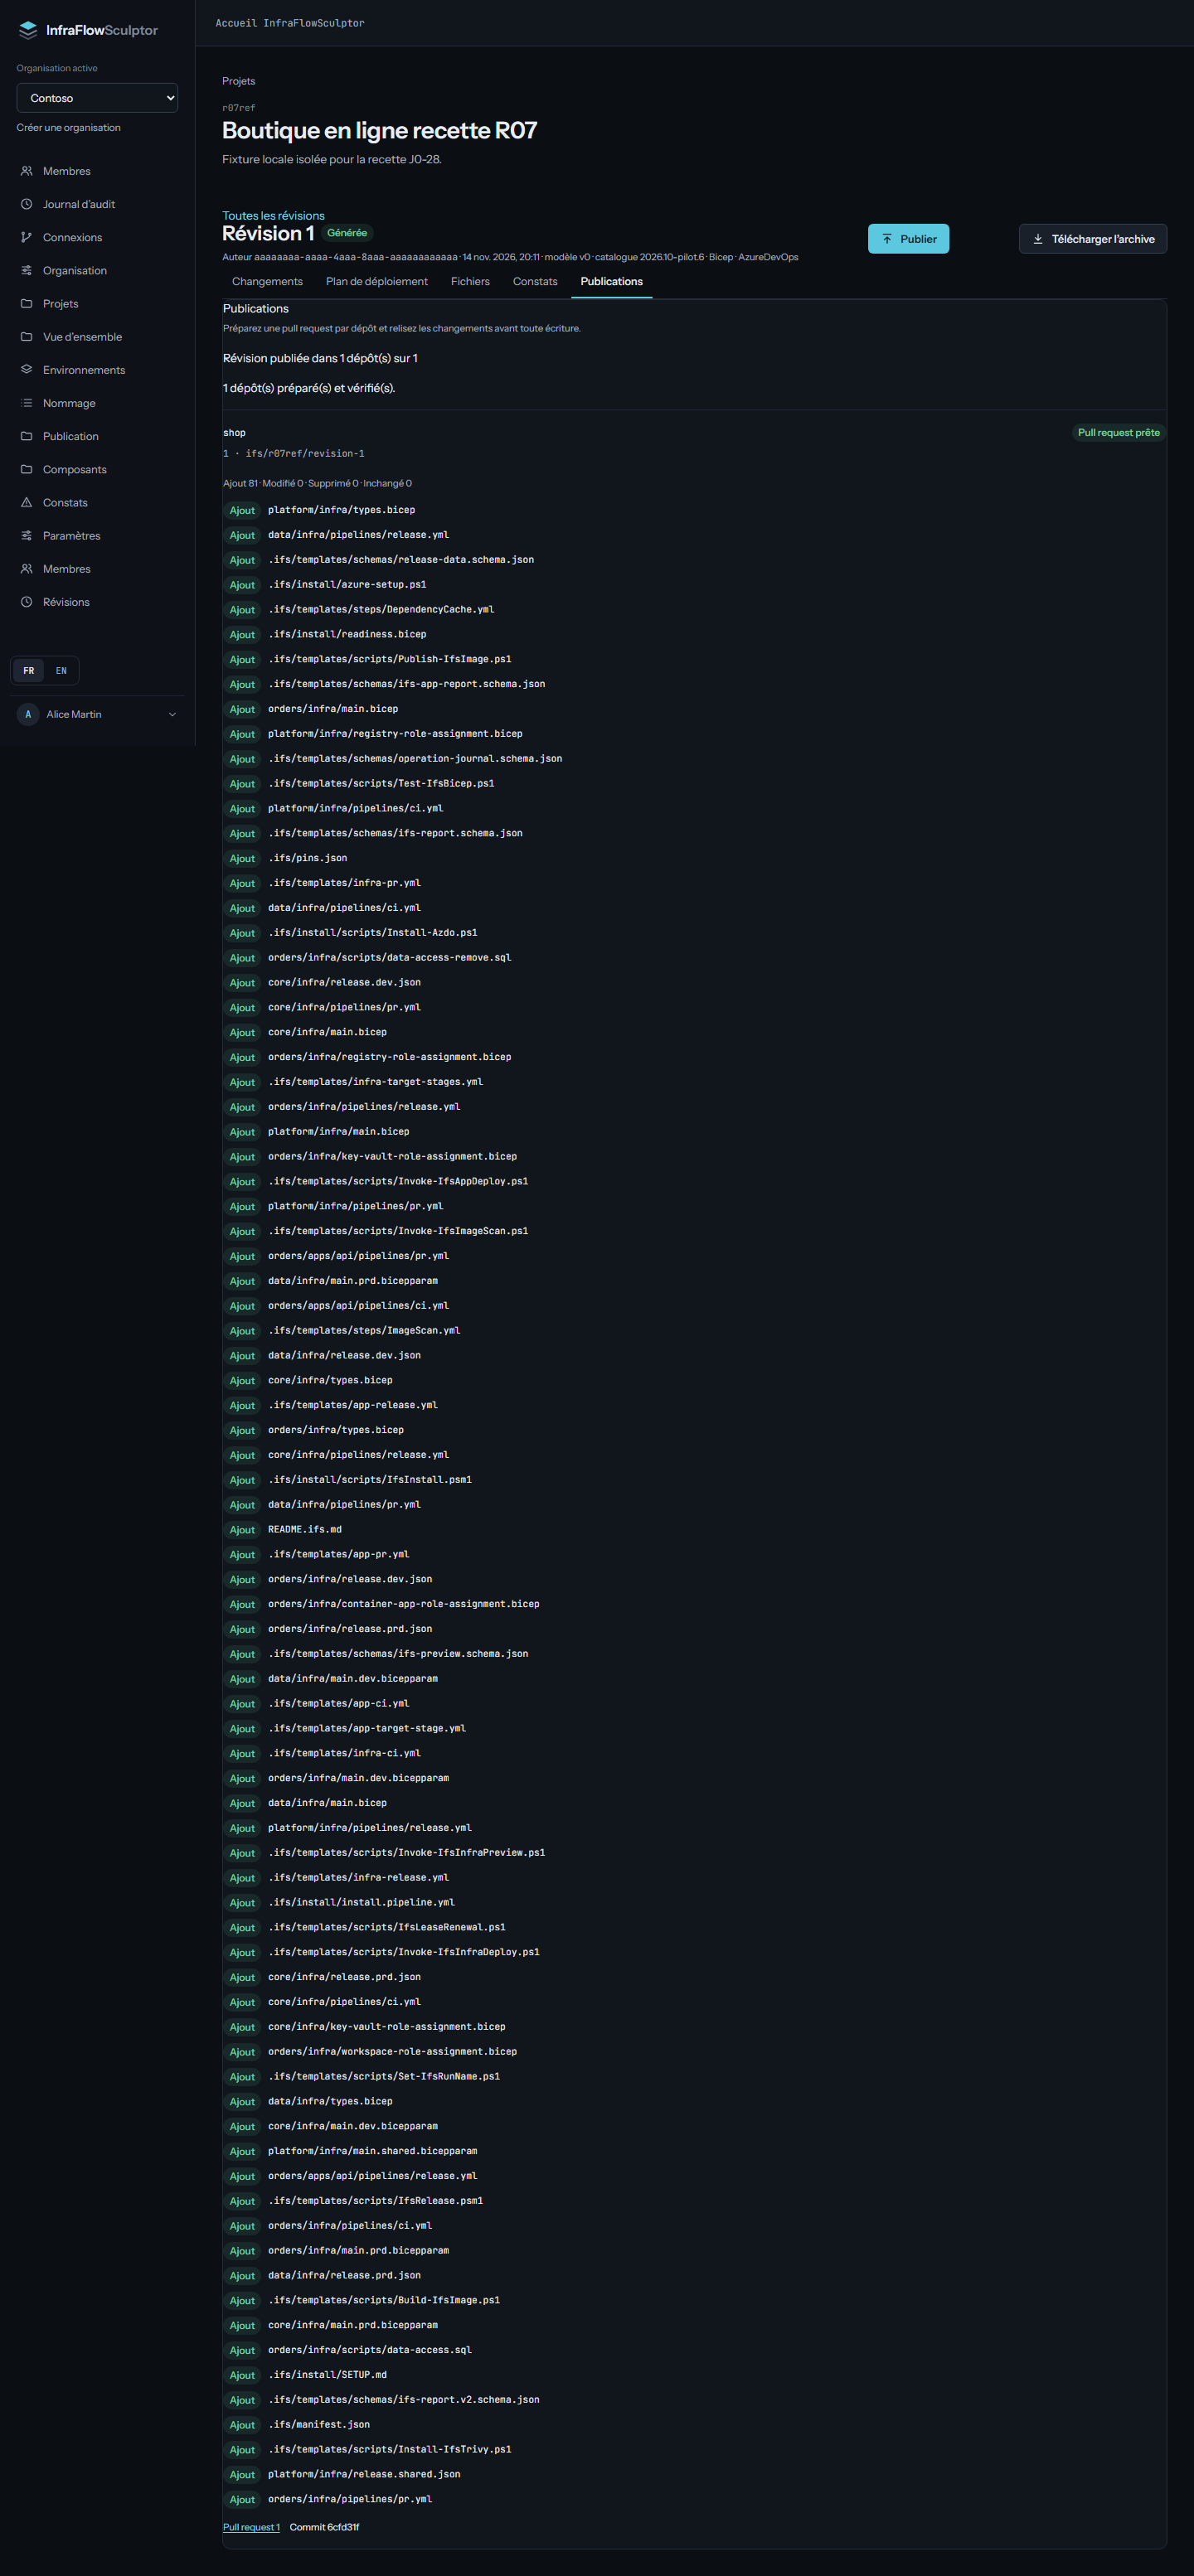 InfraFlowSculptor
Accueil InfraFlowSculptor
Organisation active
Contoso
Créer une organisation
Membres
Journal d'audit
Connexions
Organisation
Projets
Vue d'ensemble
Environnements
Nommage
Publication
Composants
Constats
Paramètres
Membres
Révisions
FR EN
A Alice Martin
Projets
r07ref
Boutique en ligne recette R07
Fixture locale isolée pour la recette J0-28.
Toutes les révisions
Révision 1 Générée
Publier
Télécharger l'archive
Auteur aaaaaaaa-aaaa-4aaa-8aaa-aaaaaaaaaaaa · 14 nov. 2026, 20:11 · modèle v0 · catalogue 2026.10-pilot.6 · Bicep · AzureDevOps
Changements Plan de déploiement Fichiers Constats Publications
Publications
Préparez une pull request par dépôt et relisez les changements avant toute écriture.
Révision publiée dans 1 dépôt(s) sur 1
1 dépôt(s) préparé(s) et vérifié(s).
shop Pull request prête
1 · ifs/r07ref/revision-1
Ajout 81 · Modifié 0 · Supprimé 0 · Inchangé 0
Ajout platform/infra/types.bicep
Ajout data/infra/pipelines/release.yml
Ajout .ifs/templates/schemas/release-data.schema.json
Ajout .ifs/install/azure-setup.ps1
Ajout .ifs/templates/steps/DependencyCache.yml
Ajout .ifs/install/readiness.bicep
Ajout .ifs/templates/scripts/Publish-IfsImage.ps1
Ajout .ifs/templates/schemas/ifs-app-report.schema.json
Ajout orders/infra/main.bicep
Ajout platform/infra/registry-role-assignment.bicep
Ajout .ifs/templates/schemas/operation-journal.schema.json
Ajout .ifs/templates/scripts/Test-IfsBicep.ps1
Ajout platform/infra/pipelines/ci.yml
Ajout .ifs/templates/schemas/ifs-report.schema.json
Ajout .ifs/pins.json
Ajout .ifs/templates/infra-pr.yml
Ajout data/infra/pipelines/ci.yml
Ajout .ifs/install/scripts/Install-Azdo.ps1
Ajout orders/infra/scripts/data-access-remove.sql
Ajout core/infra/release.dev.json
Ajout core/infra/pipelines/pr.yml
Ajout core/infra/main.bicep
Ajout orders/infra/registry-role-assignment.bicep
Ajout .ifs/templates/infra-target-stages.yml
Ajout orders/infra/pipelines/release.yml
Ajout platform/infra/main.bicep
Ajout orders/infra/key-vault-role-assignment.bicep
Ajout .ifs/templates/scripts/Invoke-IfsAppDeploy.ps1
Ajout platform/infra/pipelines/pr.yml
Ajout .ifs/templates/scripts/Invoke-IfsImageScan.ps1
Ajout orders/apps/api/pipelines/pr.yml
Ajout data/infra/main.prd.bicepparam
Ajout orders/apps/api/pipelines/ci.yml
Ajout .ifs/templates/steps/ImageScan.yml
Ajout data/infra/release.dev.json
Ajout core/infra/types.bicep
Ajout .ifs/templates/app-release.yml
Ajout orders/infra/types.bicep
Ajout core/infra/pipelines/release.yml
Ajout .ifs/install/scripts/IfsInstall.psm1
Ajout data/infra/pipelines/pr.yml
Ajout README.ifs.md
Ajout .ifs/templates/app-pr.yml
Ajout orders/infra/release.dev.json
Ajout orders/infra/container-app-role-assignment.bicep
Ajout orders/infra/release.prd.json
Ajout .ifs/templates/schemas/ifs-preview.schema.json
Ajout data/infra/main.dev.bicepparam
Ajout .ifs/templates/app-ci.yml
Ajout .ifs/templates/app-target-stage.yml
Ajout .ifs/templates/infra-ci.yml
Ajout orders/infra/main.dev.bicepparam
Ajout data/infra/main.bicep
Ajout platform/infra/pipelines/release.yml
Ajout .ifs/templates/scripts/Invoke-IfsInfraPreview.ps1
Ajout .ifs/templates/infra-release.yml
Ajout .ifs/install/install.pipeline.yml
Ajout .ifs/templates/scripts/IfsLeaseRenewal.ps1
Ajout .ifs/templates/scripts/Invoke-IfsInfraDeploy.ps1
Ajout core/infra/release.prd.json
Ajout core/infra/pipelines/ci.yml
Ajout core/infra/key-vault-role-assignment.bicep
Ajout orders/infra/workspace-role-assignment.bicep
Ajout .ifs/templates/scripts/Set-IfsRunName.ps1
Ajout data/infra/types.bicep
Ajout core/infra/main.dev.bicepparam
Ajout platform/infra/main.shared.bicepparam
Ajout orders/apps/api/pipelines/release.yml
Ajout .ifs/templates/scripts/IfsRelease.psm1
Ajout orders/infra/pipelines/ci.yml
Ajout orders/infra/main.prd.bicepparam
Ajout data/infra/release.prd.json
Ajout .ifs/templates/scripts/Build-IfsImage.ps1
Ajout core/infra/main.prd.bicepparam
Ajout orders/infra/scripts/data-access.sql
Ajout .ifs/install/SETUP.md
Ajout .ifs/templates/schemas/ifs-report.v2.schema.json
Ajout .ifs/manifest.json
Ajout .ifs/templates/scripts/Install-IfsTrivy.ps1
Ajout platform/infra/release.shared.json
Ajout orders/infra/pipelines/pr.yml
Pull request 1 Commit 6cfd31f